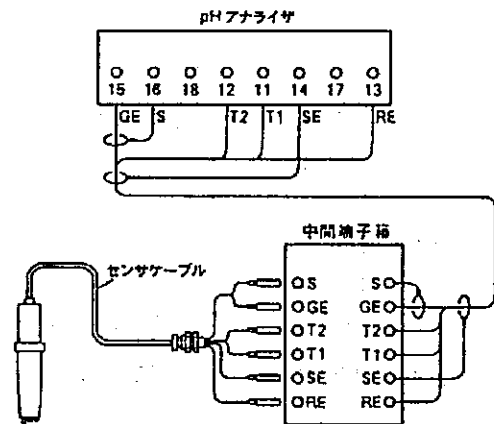 pHアナライザ
15 16 18 12 11 14 17 13
GE S T2 T1 SE RE
中間端子箱
センサケーブル
S S
GE GE
T2 T2
T1 T1
SE SE
RE RE